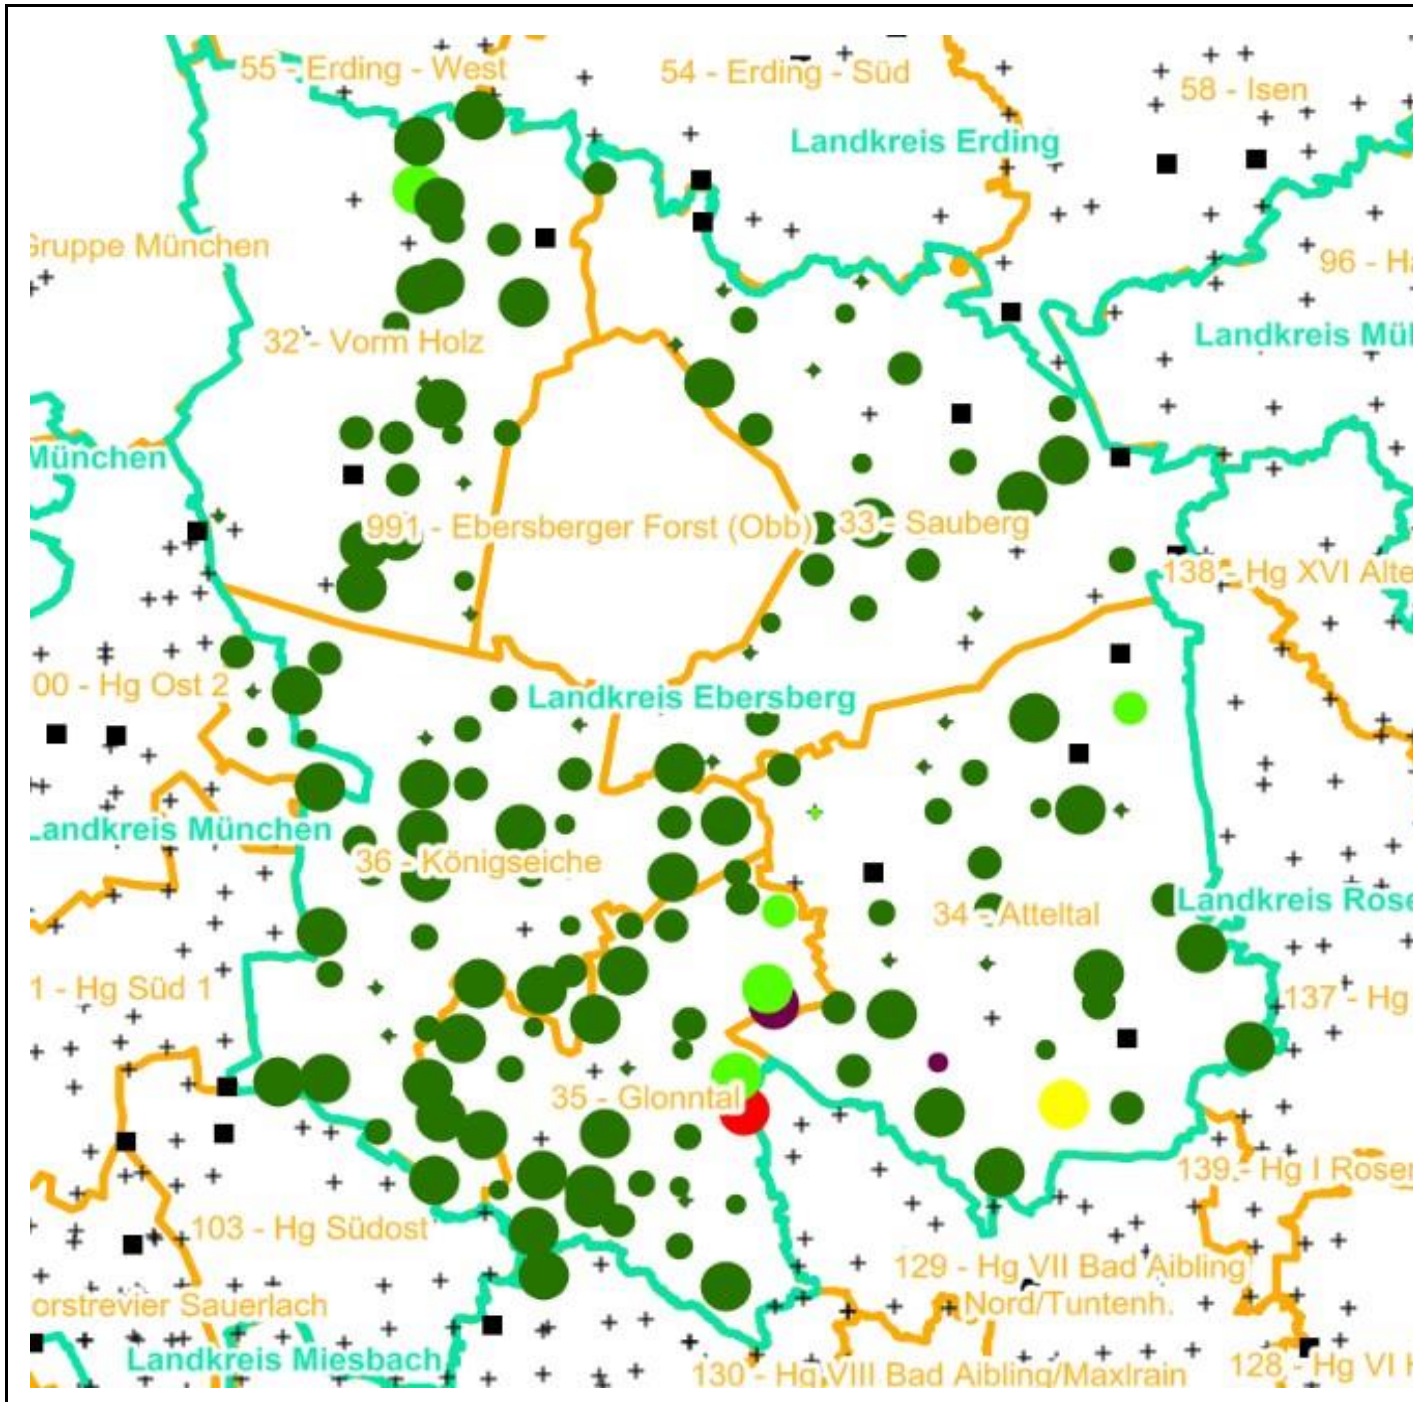 55 - Erding - West
54 - Erding - Süd
58 - Isen
Landkreis Erding
Gruppe München
96 - Ha
32 - Vorm Holz
Landkreis Mül
München
991 - Ebersberger Forst (Obb)
33 - Sauberg
138 - Hg XVI Alte
00 - Hg Ost 2
Landkreis Ebersberg
Landkreis München
36 - Königseiche
34 - Atteltal
Landkreis Rose
1 - Hg Süd 1
137 - Hg
35 - Glonntal
139 - Hg I Rosen
103 - Hg Südost
129 - Hg VII Bad Aibling
Nord/Tuntenh.
orstrevier Sauerlach
Landkreis Miesbach
130 - Hg VIII Bad Aibling/Maxlrain
128 - Hg VI H